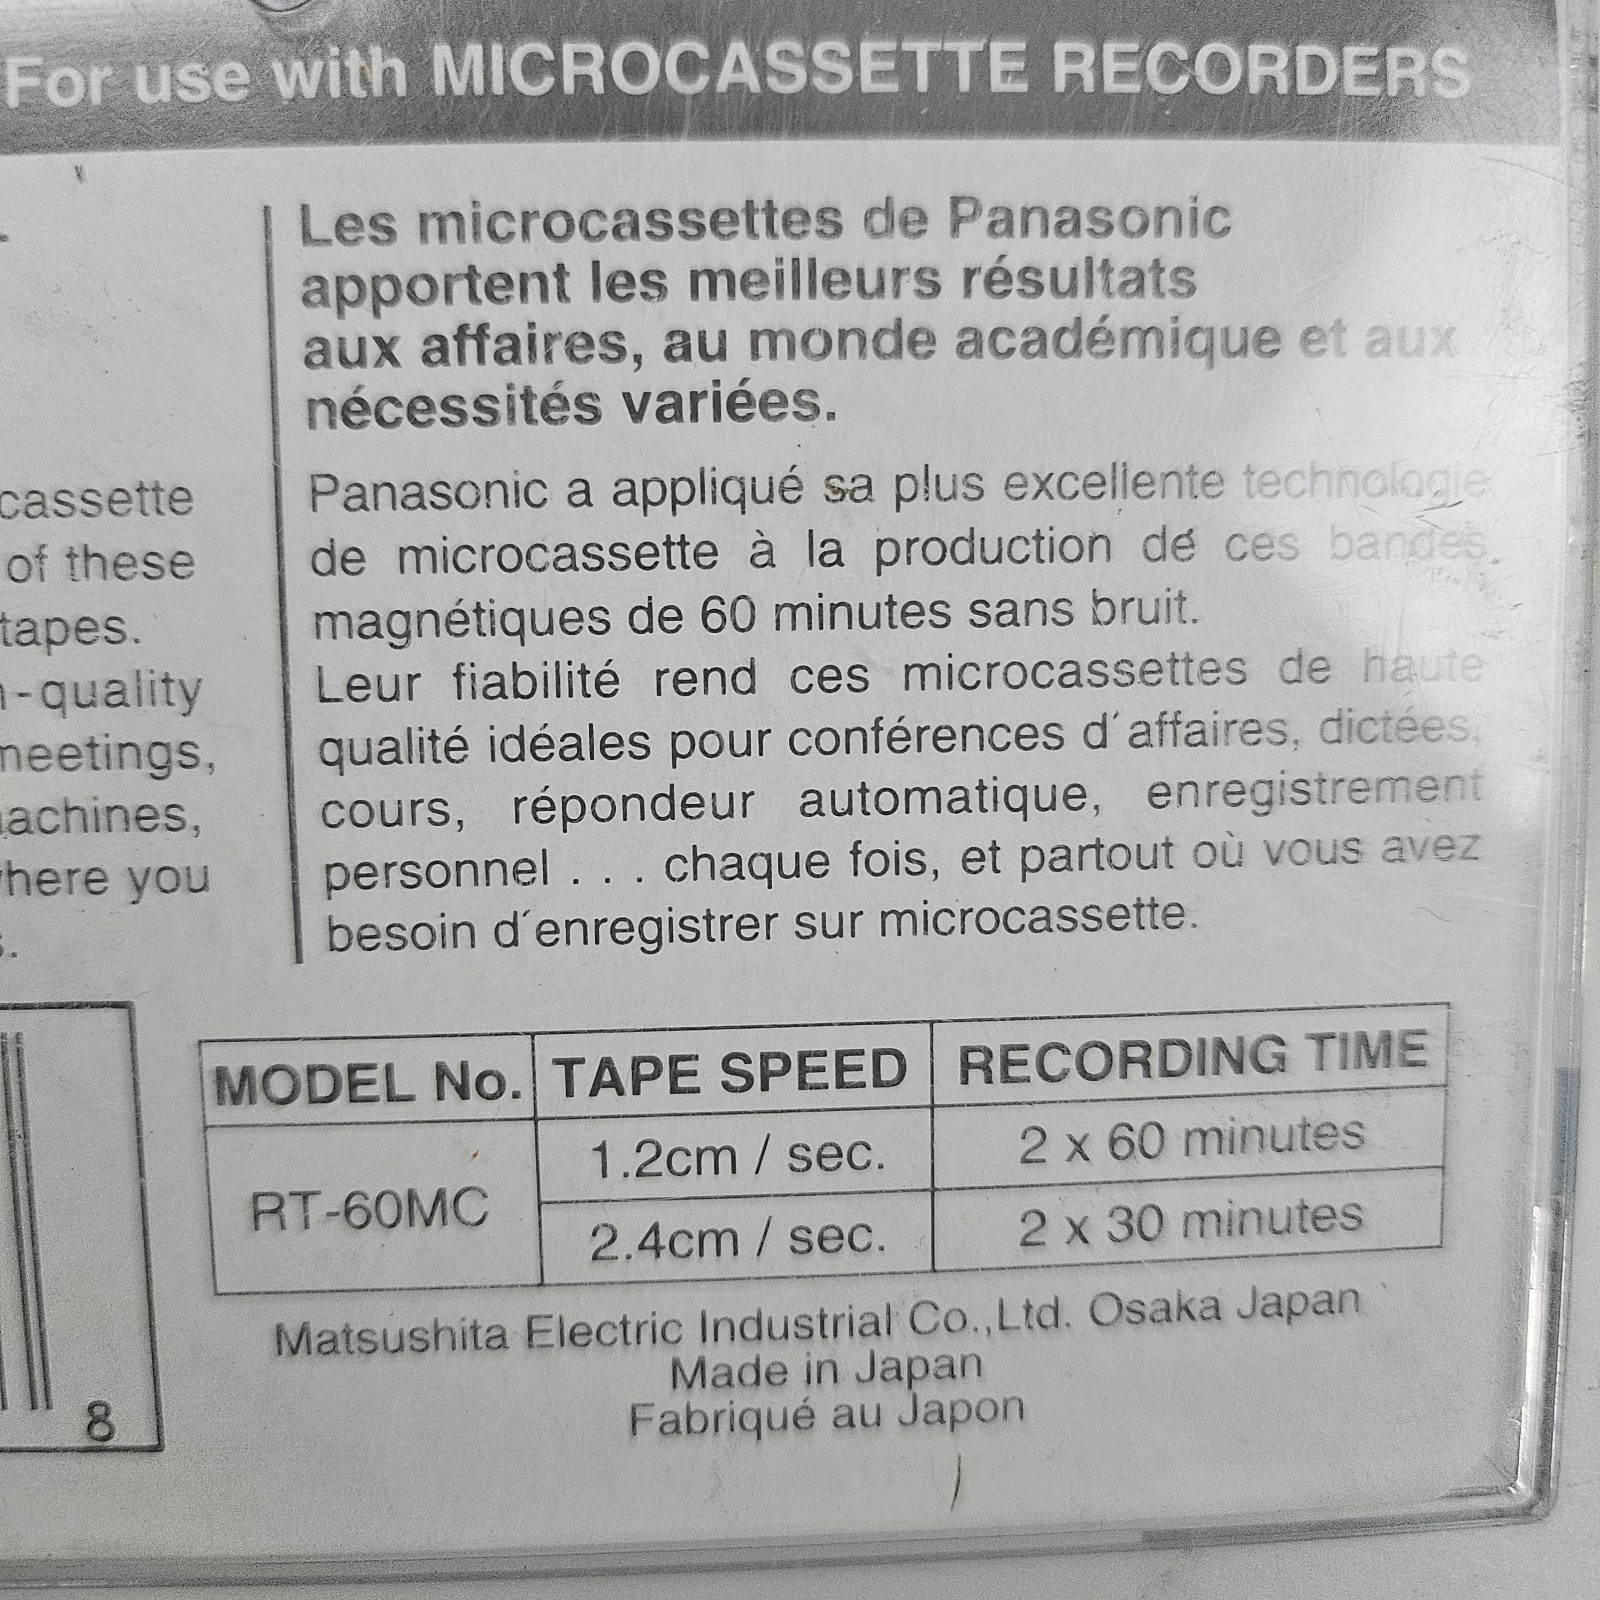 For use with MICROCASSETTE RECORDERS
cassette
of these
tapes.
-quality
meetings,
achines,
here you
Les microcassettes de Panasonic
apportent les meilleurs résultats
aux affaires, au monde académique et aux
nécessités variées.
Panasonic a appliqué sa plus excellente technologie
de microcassette à la production de ces bandes
magnétiques de 60 minutes sans bruit.
Leur fiabilité rend ces microcassettes de haute
qualité idéales pour conférences d´affaires, dictées,
cours, répondeur automatique, enregistrement
personnel . . . chaque fois, et partout où vous avez
besoin d´enregistrer sur microcassette.
MODEL No. TAPE SPEED RECORDING TIME
RT-60MC
1.2cm / sec. 2 x 60 minutes
2.4cm / sec. 2 x 30 minutes
Matsushita Electric Industrial Co.,Ltd. Osaka Japan
Made in Japan
Fabriqué au Japon
8